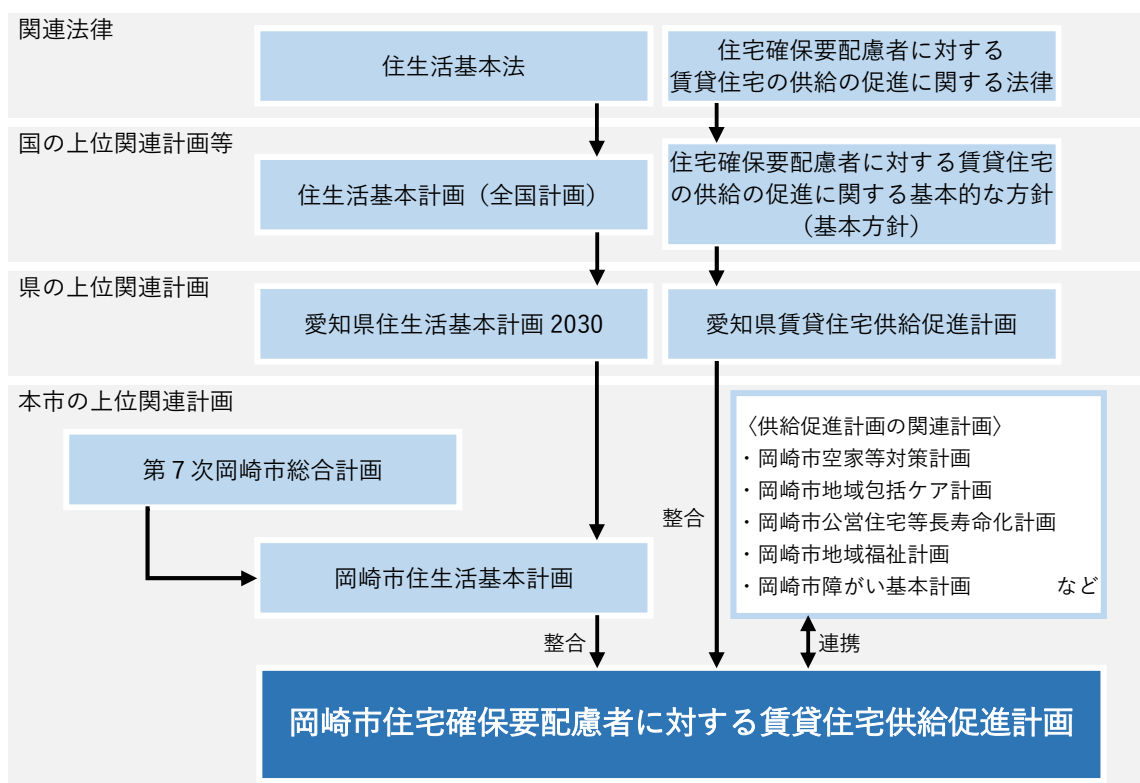 関連法律
住生活基本法
住宅確保要配慮者に対する
賃貸住宅の供給の促進に関する法律
国の上位関連計画等
住生活基本計画（全国計画）
住宅確保要配慮者に対する賃貸住宅
の供給の促進に関する基本的な方針
（基本方針）
県の上位関連計画
愛知県住生活基本計画 2030
愛知県賃貸住宅供給促進計画
本市の上位関連計画
第７次岡崎市総合計画
〈供給促進計画の関連計画〉
・岡崎市空家等対策計画
・岡崎市地域包括ケア計画
・岡崎市公営住宅等長寿命化計画
・岡崎市地域福祉計画
・岡崎市障がい基本計画　　　　など
整合
岡崎市住生活基本計画
整合
連携
岡崎市住宅確保要配慮者に対する賃貸住宅供給促進計画